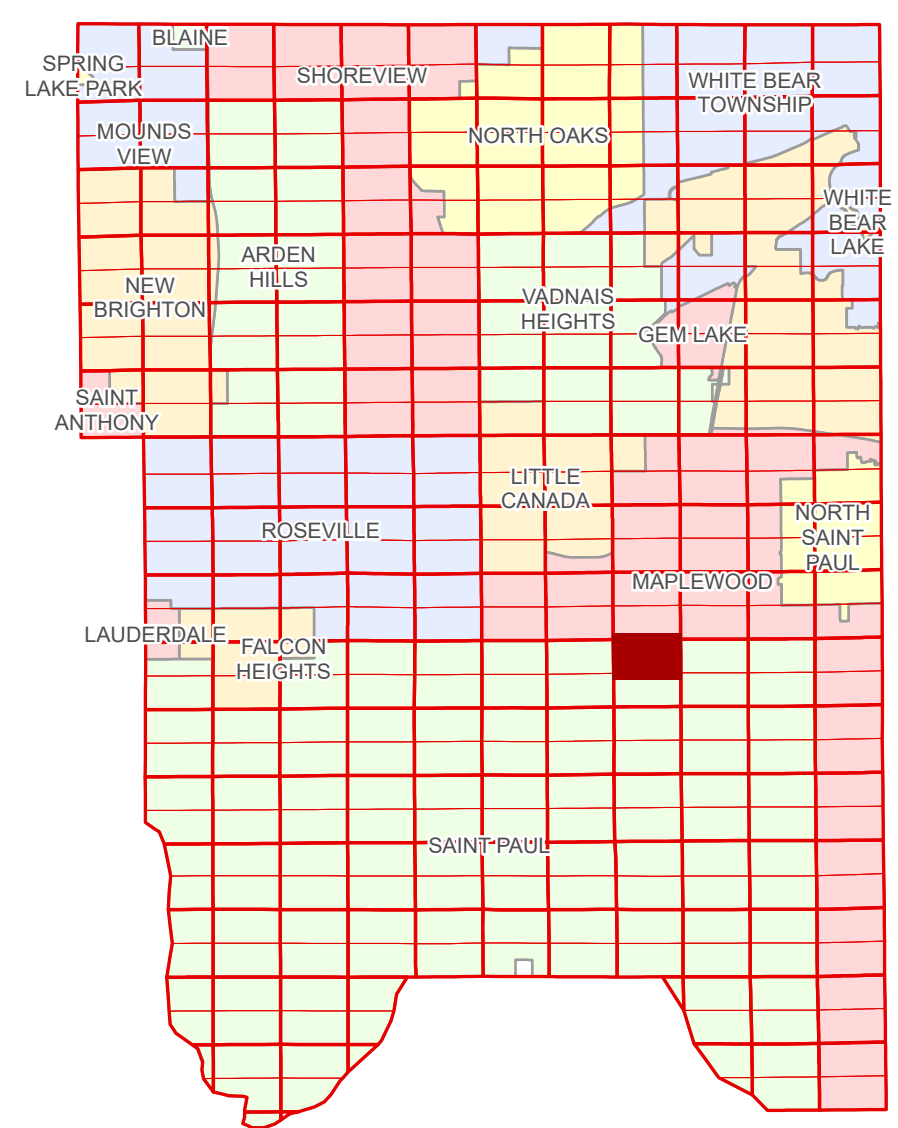 BLAINE
SPRING
LAKE PARK
SHOREVIEW
WHITE BEAR
TOWNSHIP
MOUNDS
VIEW
NORTH OAKS
WHITE
BEAR
LAKE
ARDEN
HILLS
NEW
BRIGHTON
VADNAIS
HEIGHTS
GEM LAKE
SAINT
ANTHONY
LITTLE
CANADA
NORTH
SAINT
PAUL
ROSEVILLE
MAPLEWOOD
LAUDERDALE
FALCON
HEIGHTS
SAINT PAUL